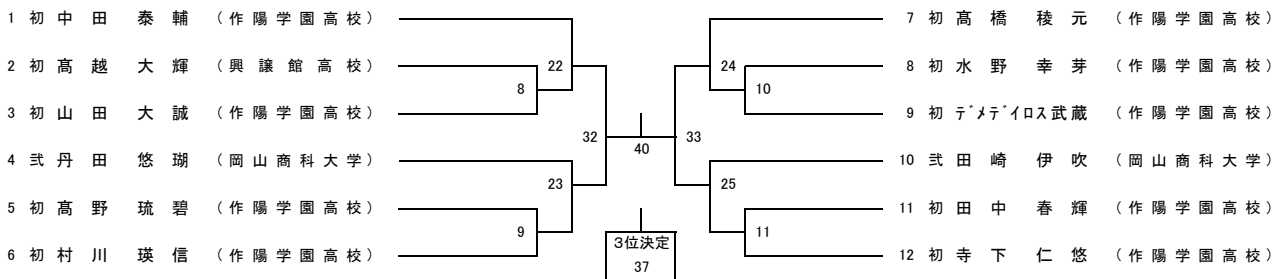 1 初 中田 泰輔 （作陽学園高校）
2 初 髙越 大輝 （興譲館高校）
3 初 山田 大誠 （作陽学園高校）
4 弐 丹田 悠瑚 （岡山商科大学）
5 初 髙野 琉碧 （作陽学園高校）
6 初 村川 瑛信 （作陽学園高校）
22
8
32
23
9
40
3位決定
37
33
24
10
25
11
7 初 髙橋 稜元 （作陽学園高校）
8 初 水野 幸芽 （作陽学園高校）
9 初 ﾃﾞﾒﾃﾞｲﾛｽ武蔵 （作陽学園高校）
10 弐 田崎 伊吹 （岡山商科大学）
11 初 田中 春輝 （作陽学園高校）
12 初 寺下 仁悠 （作陽学園高校）